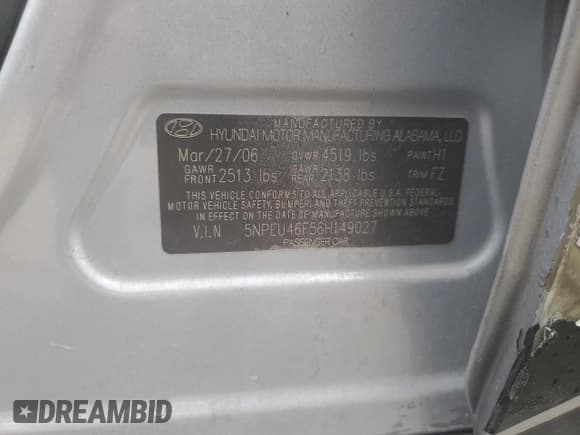 MANUFACTURED BY
HYUNDAI MOTOR MANUFACTURING ALABAMA, LLC
Mar/27/06 GVWR 4519 lbs PAINT H1
GAWR FRONT 2513 lbs GAWR REAR 2138 lbs TRIM FZ
THIS VEHICLE CONFORMS TO ALL APPLICABLE U.S.A. FEDERAL
MOTOR VEHICLE SAFETY, BUMPER, AND THEFT PREVENTION STANDARDS
IN EFFECT ON THE DATE OF MANUFACTURE SHOWN ABOVE.
V.I.N 5NPEU46F56H149027
PASSENGER CAR
DREAMBID